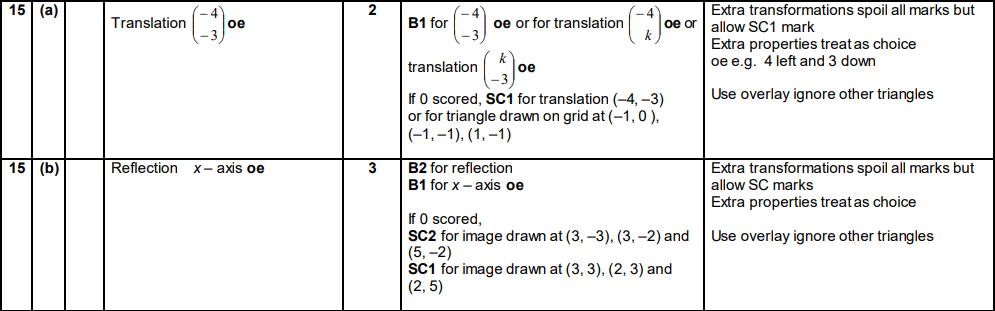 15 (a) Translation (−4 −3) oe 2 B1 for (−4 −3) oe or for translation (−4 k) oe or
translation (k −3) oe
If 0 scored, SC1 for translation (–4, –3)
or for triangle drawn on grid at (–1, 0 ),
(–1, –1), (1, –1)
Extra transformations spoil all marks but
allow SC1 mark
Extra properties treat as choice
oe e.g. 4 left and 3 down
Use overlay ignore other triangles
15 (b) Reflection x – axis oe 3 B2 for reflection
B1 for x – axis oe
If 0 scored,
SC2 for image drawn at (3, –3), (3, –2) and
(5, –2)
SC1 for image drawn at (3, 3), (2, 3) and
(2, 5)
Extra transformations spoil all marks but
allow SC marks
Extra properties treat as choice
Use overlay ignore other triangles